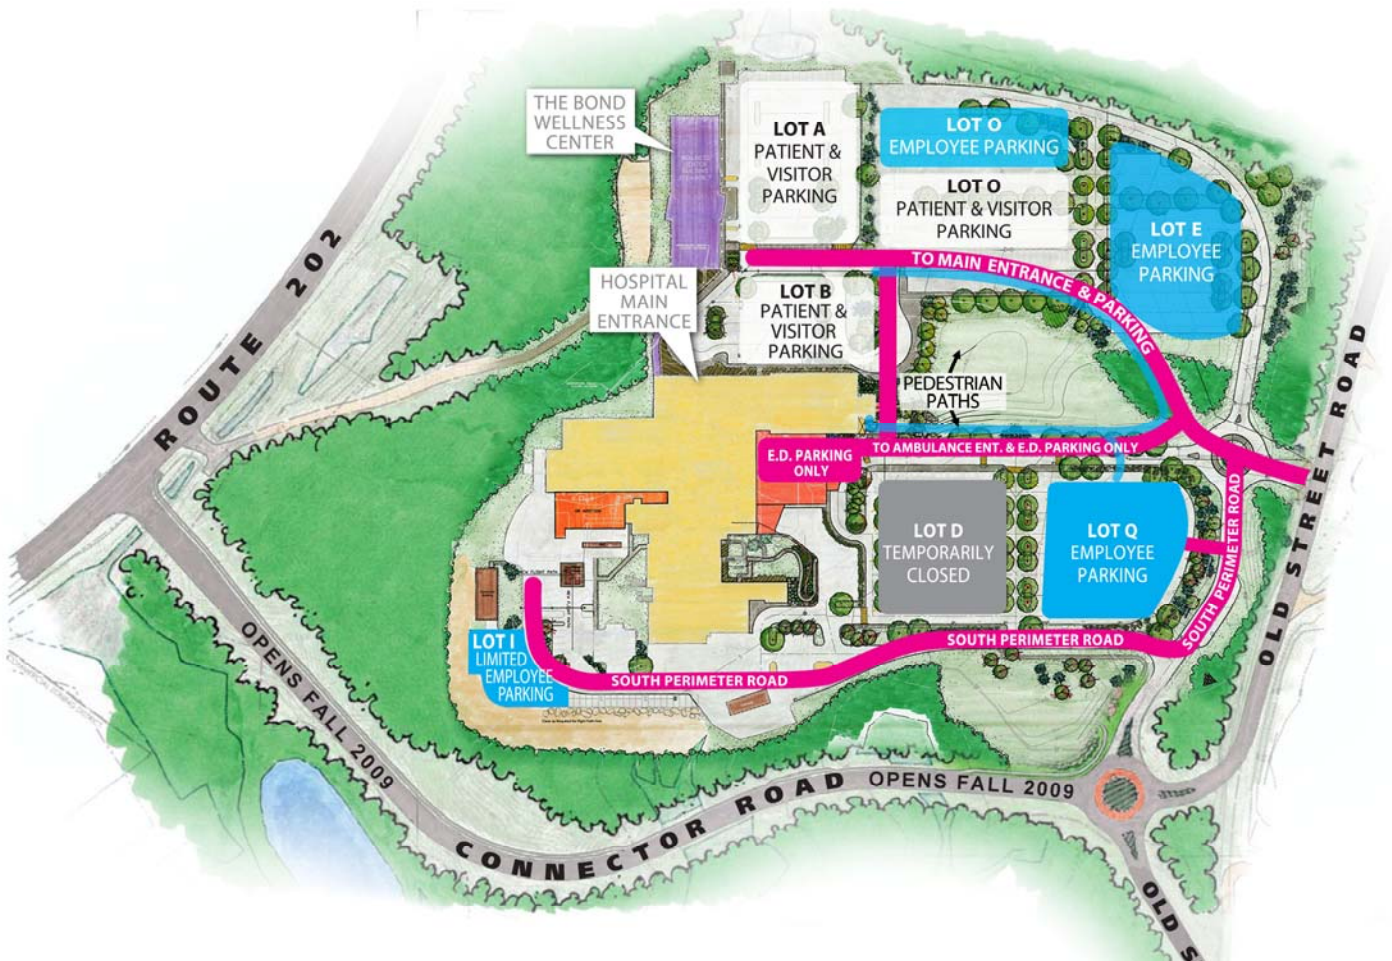 THE BOND
WELLNESS
CENTER
LOT A
PATIENT &
VISITOR
PARKING
LOT O
EMPLOYEE PARKING
LOT O
PATIENT & VISITOR
PARKING
LOT E
EMPLOYEE
PARKING
TO MAIN ENTRANCE & PARKING
HOSPITAL
MAIN
ENTRANCE
LOT B
PATIENT &
VISITOR
PARKING
PEDESTRIAN
PATHS
ROUTE 202
E.D. PARKING
ONLY
TO AMBULANCE ENT. & E.D. PARKING ONLY
LOT D
TEMPORARILY
CLOSED
LOT Q
EMPLOYEE
PARKING
SOUTH PERIMETER ROAD
OLD STREET ROAD
SOUTH PERIMETER ROAD
LOT I
LIMITED
EMPLOYEE
PARKING
SOUTH PERIMETER ROAD
OPENS FALL 2009
CONNECTOR ROAD
OPENS FALL 2009
OLD S